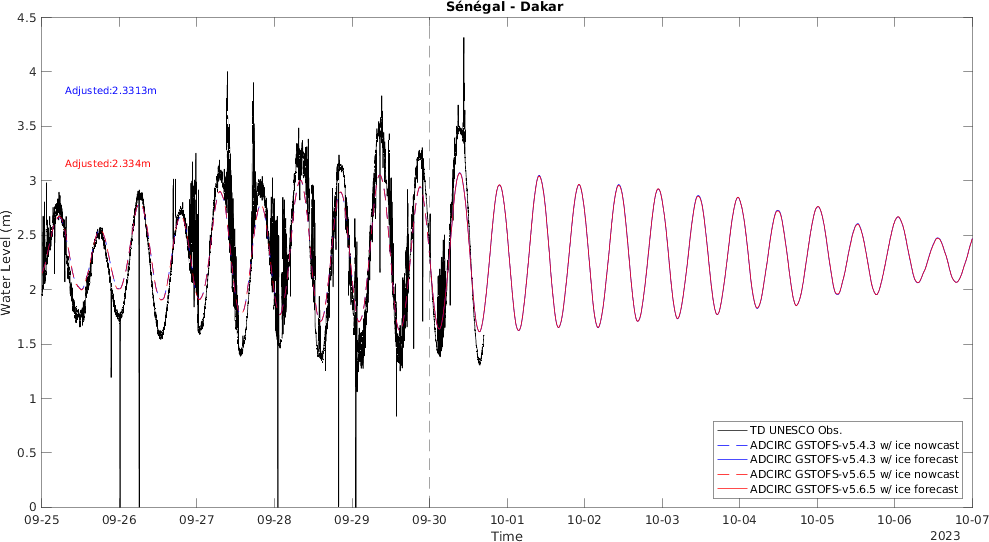 Sénégal - Dakar
4.5
4
3.5
3
2.5
2
1.5
1
0.5
0
Water Level (m)
Adjusted:2.3313m
Adjusted:2.334m
TD UNESCO Obs.
ADCIRC GSTOFS-v5.4.3 w/ ice nowcast
ADCIRC GSTOFS-v5.4.3 w/ ice forecast
ADCIRC GSTOFS-v5.6.5 w/ ice nowcast
ADCIRC GSTOFS-v5.6.5 w/ ice forecast
09-25 09-26 09-27 09-28 09-29 09-30 10-01 10-02 10-03 10-04 10-05 10-06 10-07
Time
2023